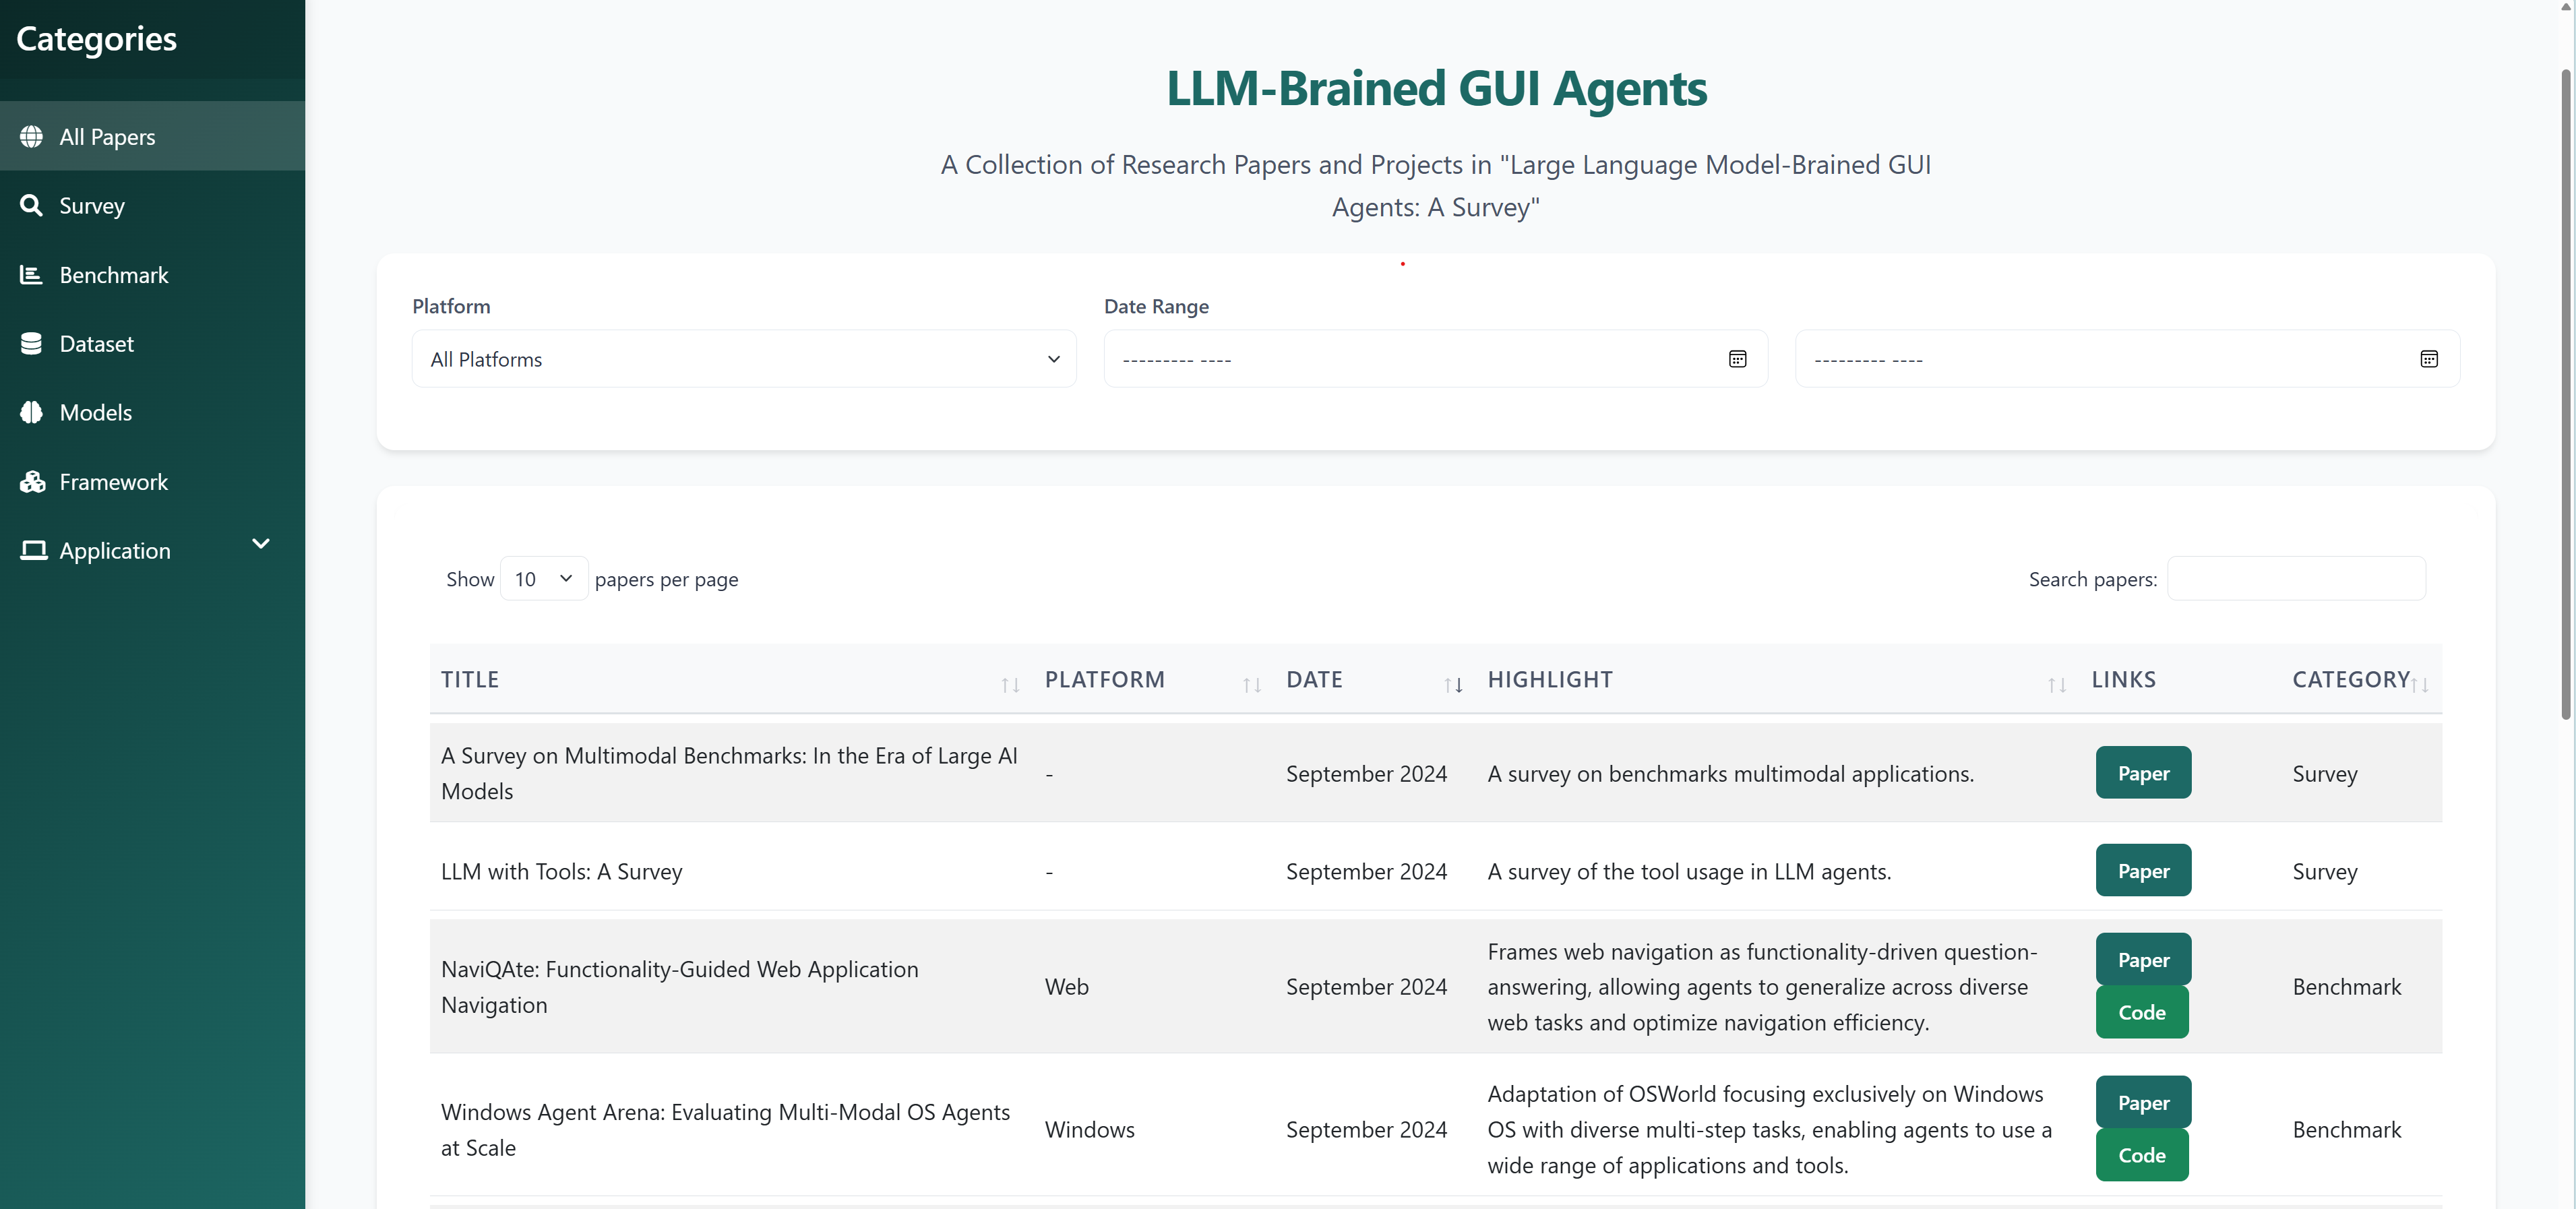 Categories
All Papers
Survey
Benchmark
Dataset
Models
Framework
Application
LLM-Brained GUI Agents
A Collection of Research Papers and Projects in "Large Language Model-Brained GUI
Agents: A Survey"
Platform
Date Range
All Platforms
--------- ----
--------- ----
Show 10 papers per page
Search papers:
TITLE PLATFORM DATE HIGHLIGHT LINKS CATEGORY
A Survey on Multimodal Benchmarks: In the Era of Large AI
Models
-
September 2024
A survey on benchmarks multimodal applications.
Paper
Survey
LLM with Tools: A Survey
-
September 2024
A survey of the tool usage in LLM agents.
Paper
Survey
NaviQAte: Functionality-Guided Web Application
Navigation
Web
September 2024
Frames web navigation as functionality-driven question-
answering, allowing agents to generalize across diverse
web tasks and optimize navigation efficiency.
Paper
Code
Benchmark
Windows Agent Arena: Evaluating Multi-Modal OS Agents
at Scale
Windows
September 2024
Adaptation of OSWorld focusing exclusively on Windows
OS with diverse multi-step tasks, enabling agents to use a
wide range of applications and tools.
Paper
Code
Benchmark